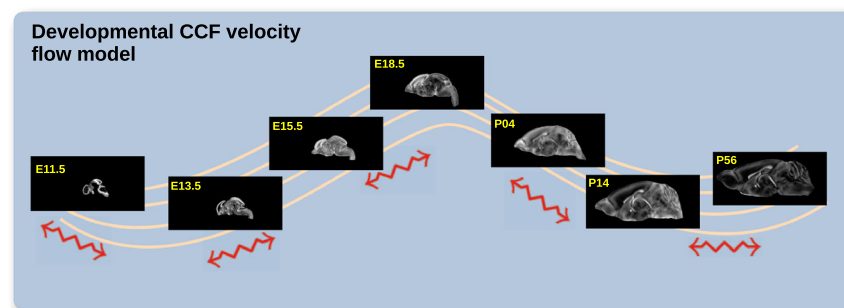 Developmental CCF velocity
flow model
E11.5
E13.5
E15.5
E18.5
P04
P14
P56